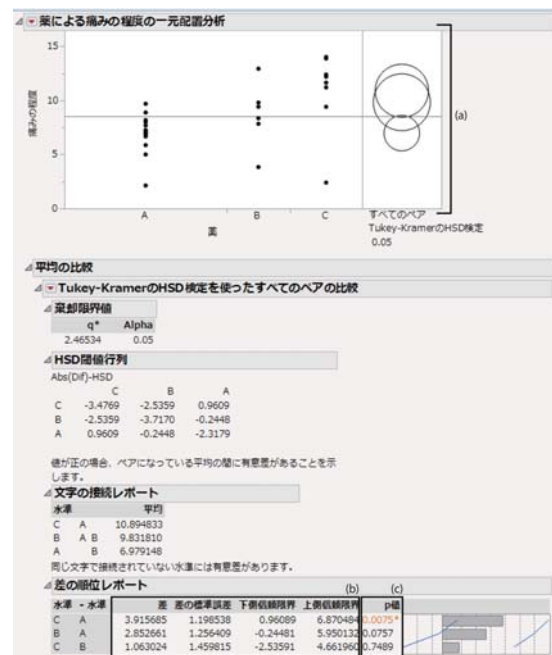 薬による痛みの程度の一元配置分析
15
10
5
0
痛みの程度
A B C
薬
すべてのペア
Tukey-KramerのHSD検定
0.05
(a)
平均の比較
Tukey-KramerのHSD検定を使ったすべてのペアの比較
棄却限界値
q* Alpha
2.46534 0.05
HSD閾値行列
Abs(Dif)-HSD
C B A
C -3.4769 -2.5359 0.9609
B -2.5359 -3.7170 -0.2448
A 0.9609 -0.2448 -2.3179
値が正の場合、ペアになっている平均の間に有意差があることを示
します。
文字の接続レポート
水準 平均
C A 10.894833
B A B 9.831810
A B 6.979148
同じ文字で接続されていない水準には有意差があります。
差の順位レポート
(b) (c)
水準 - 水準 差 差の標準誤差 下側信頼限界 上側信頼限界 p値
C A 3.915685 1.198538 0.96089 6.870484 0.0075*
B A 2.852661 1.256409 -0.24481 5.950132 0.0757
C B 1.063024 1.459815 -2.53591 4.661960 0.7489